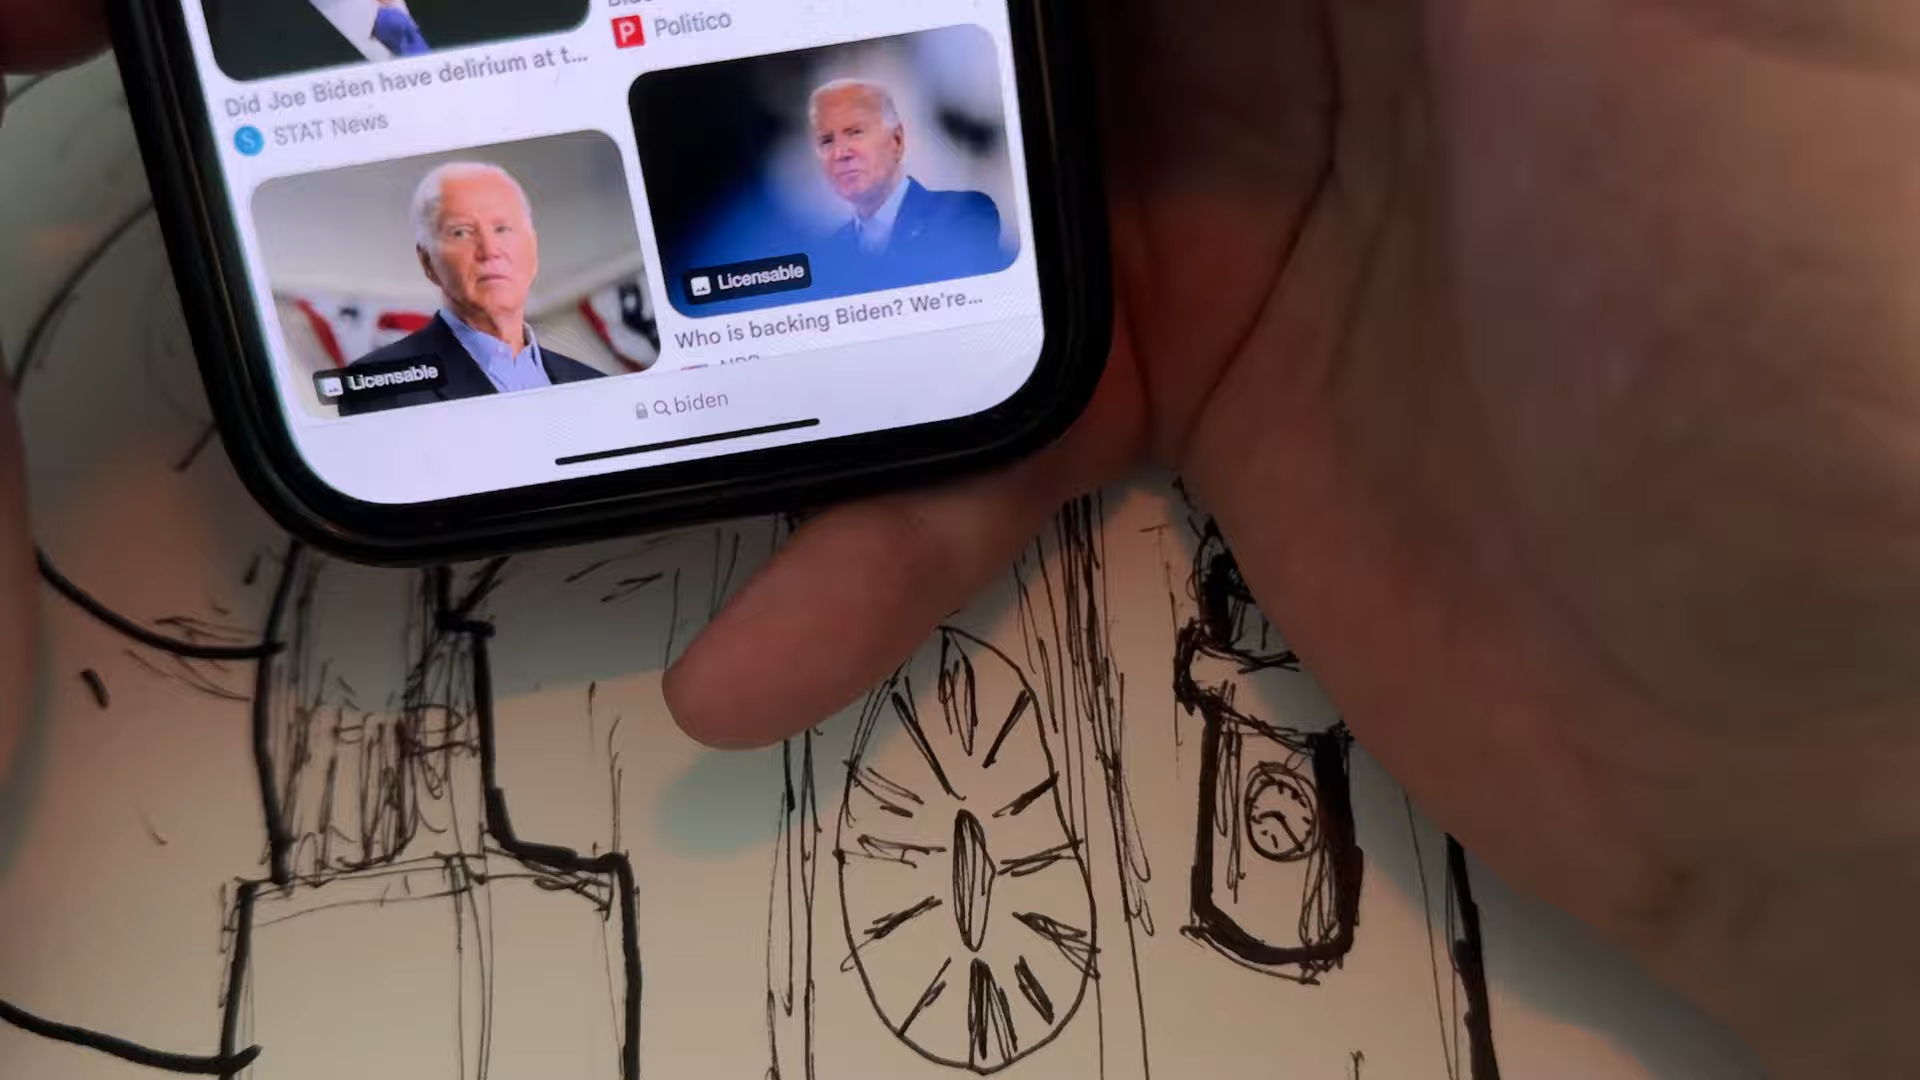 Politico
Did Joe Biden have delirium at t...
STAT News
Licensable
Who is backing Biden? We're...
Licensable
biden